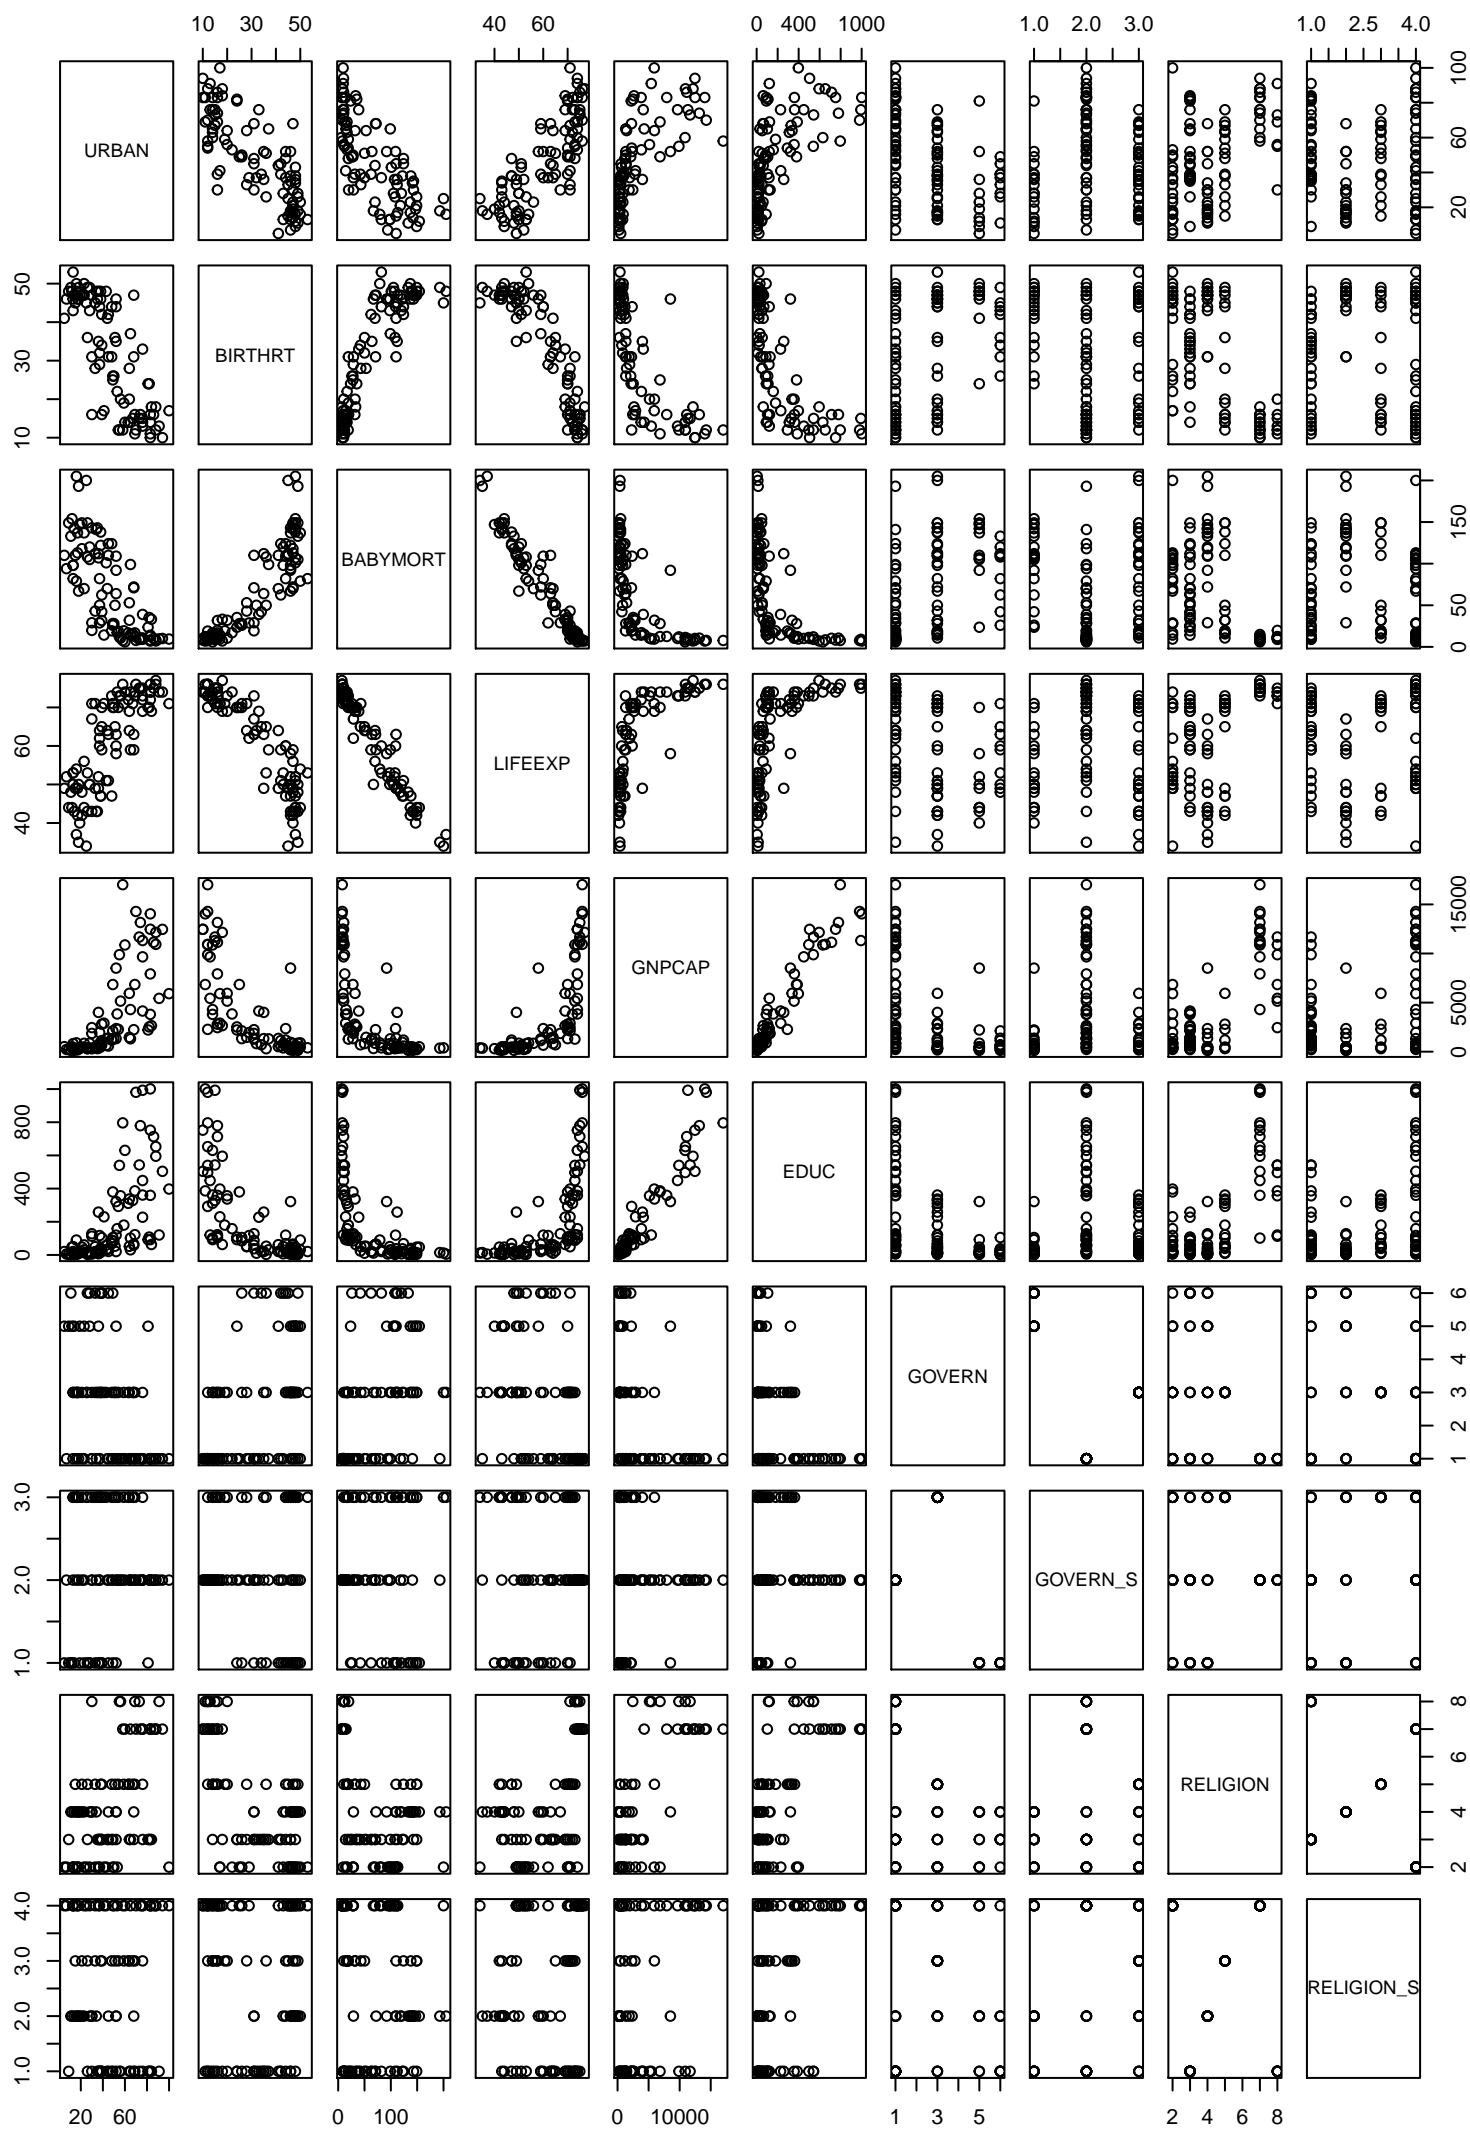 10 30 50 40 60 0 400 1000 1.0 2.0 3.0 1.0 2.5 4.0
URBAN 20 60 100
10 30 50 BIRTHRT
BABYMORT 0 50 150
40 60 LIFEEXP
GNPCAP 0 5000 15000
0 400 800 EDUC
GOVERN 1 2 3 4 5 6
1.0 2.0 3.0 GOVERN_S
RELIGION 2 4 6 8
1.0 2.0 3.0 4.0 RELIGION_S
20 60 0 100 0 10000 1 3 5 2 4 6 8